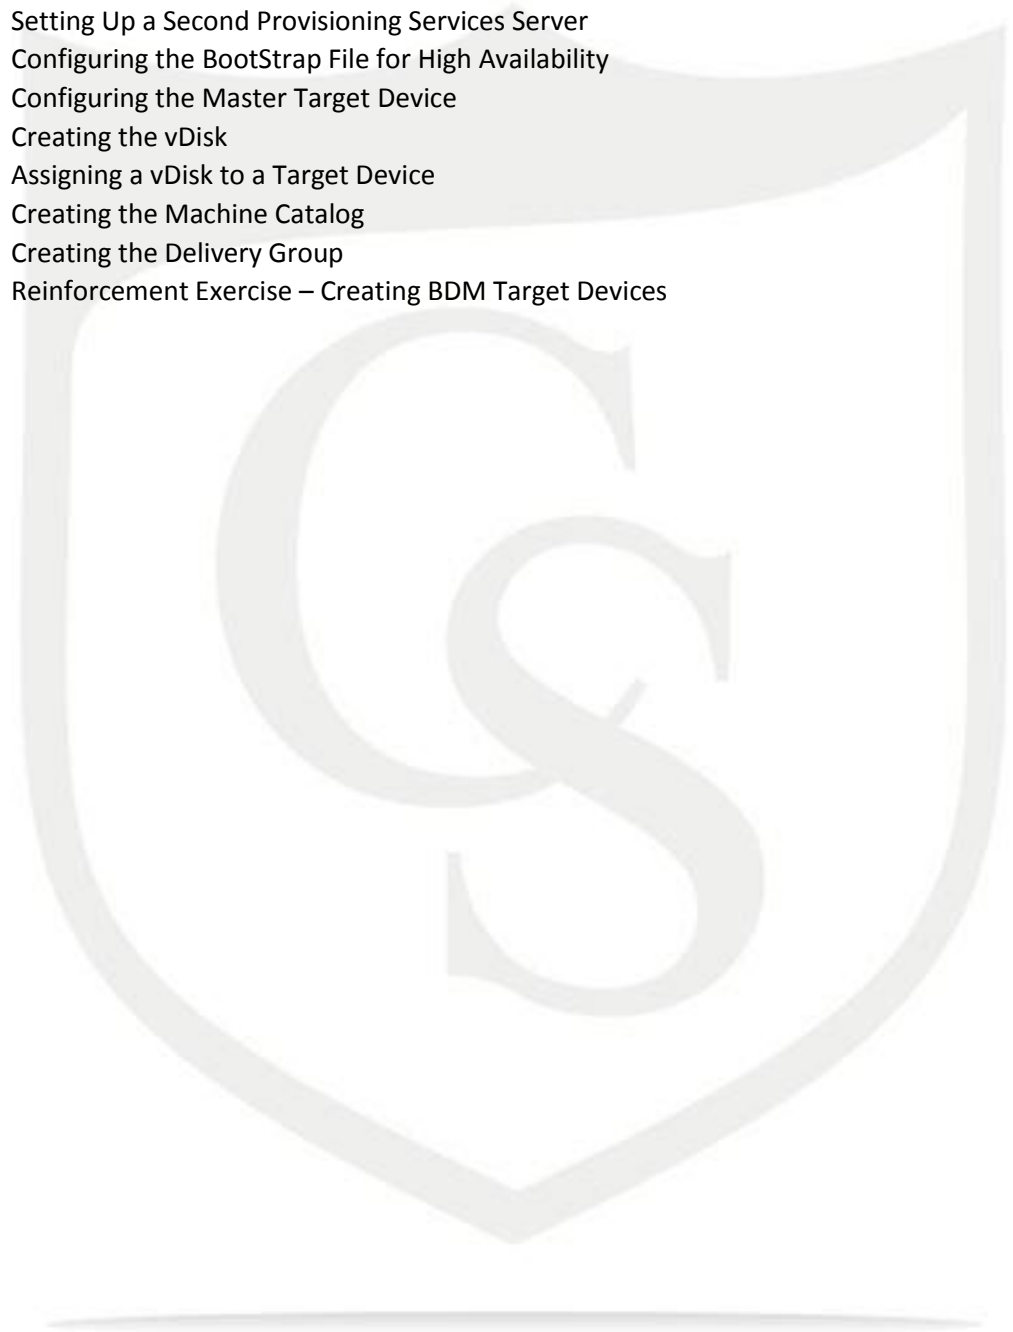 Setting Up a Second Provisioning Services Server
Configuring the BootStrap File for High Availability
Configuring the Master Target Device
Creating the vDisk
Assigning a vDisk to a Target Device
Creating the Machine Catalog
Creating the Delivery Group
Reinforcement Exercise – Creating BDM Target Devices
CS